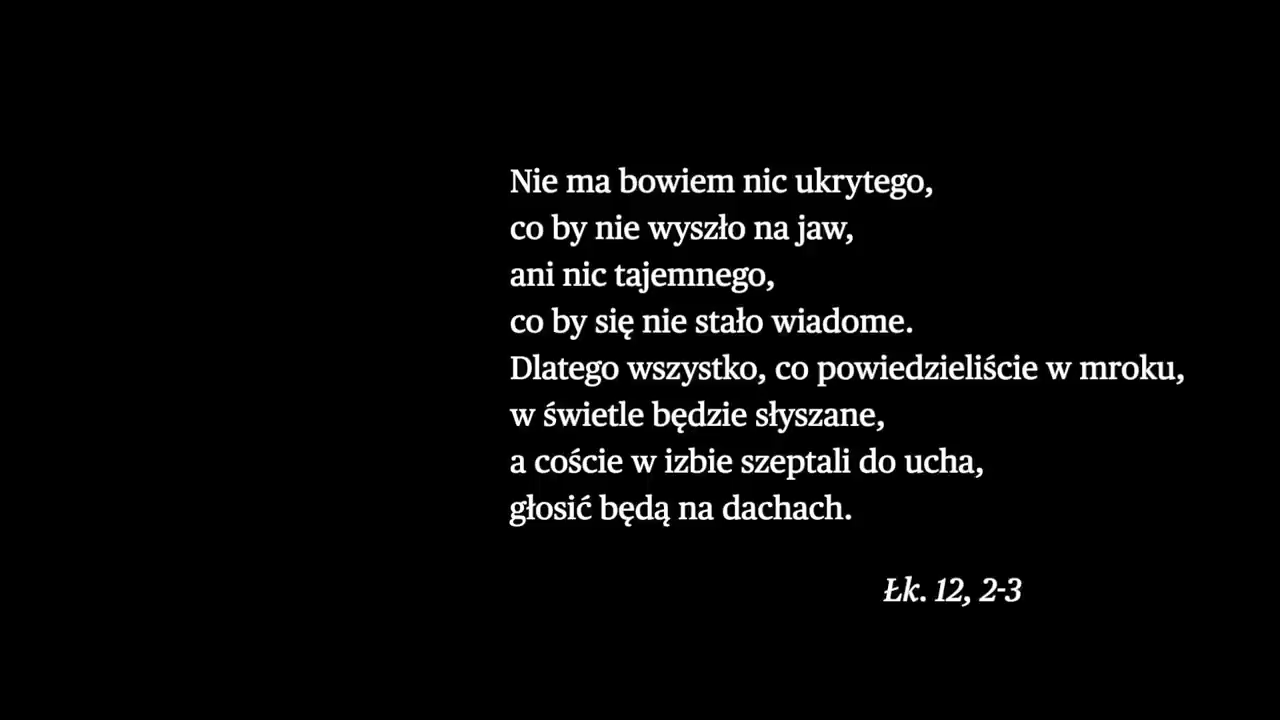 Nie ma bowiem nic ukrytego,
co by nie wyszło na jaw,
ani nic tajemnego,
co by się nie stało wiadome.
Dlatego wszystko, co powiedzieliście w mroku,
w świetle będzie słyszane,
a coście w izbie szeptali do ucha,
głosić będą na dachach.
Łk. 12, 2-3